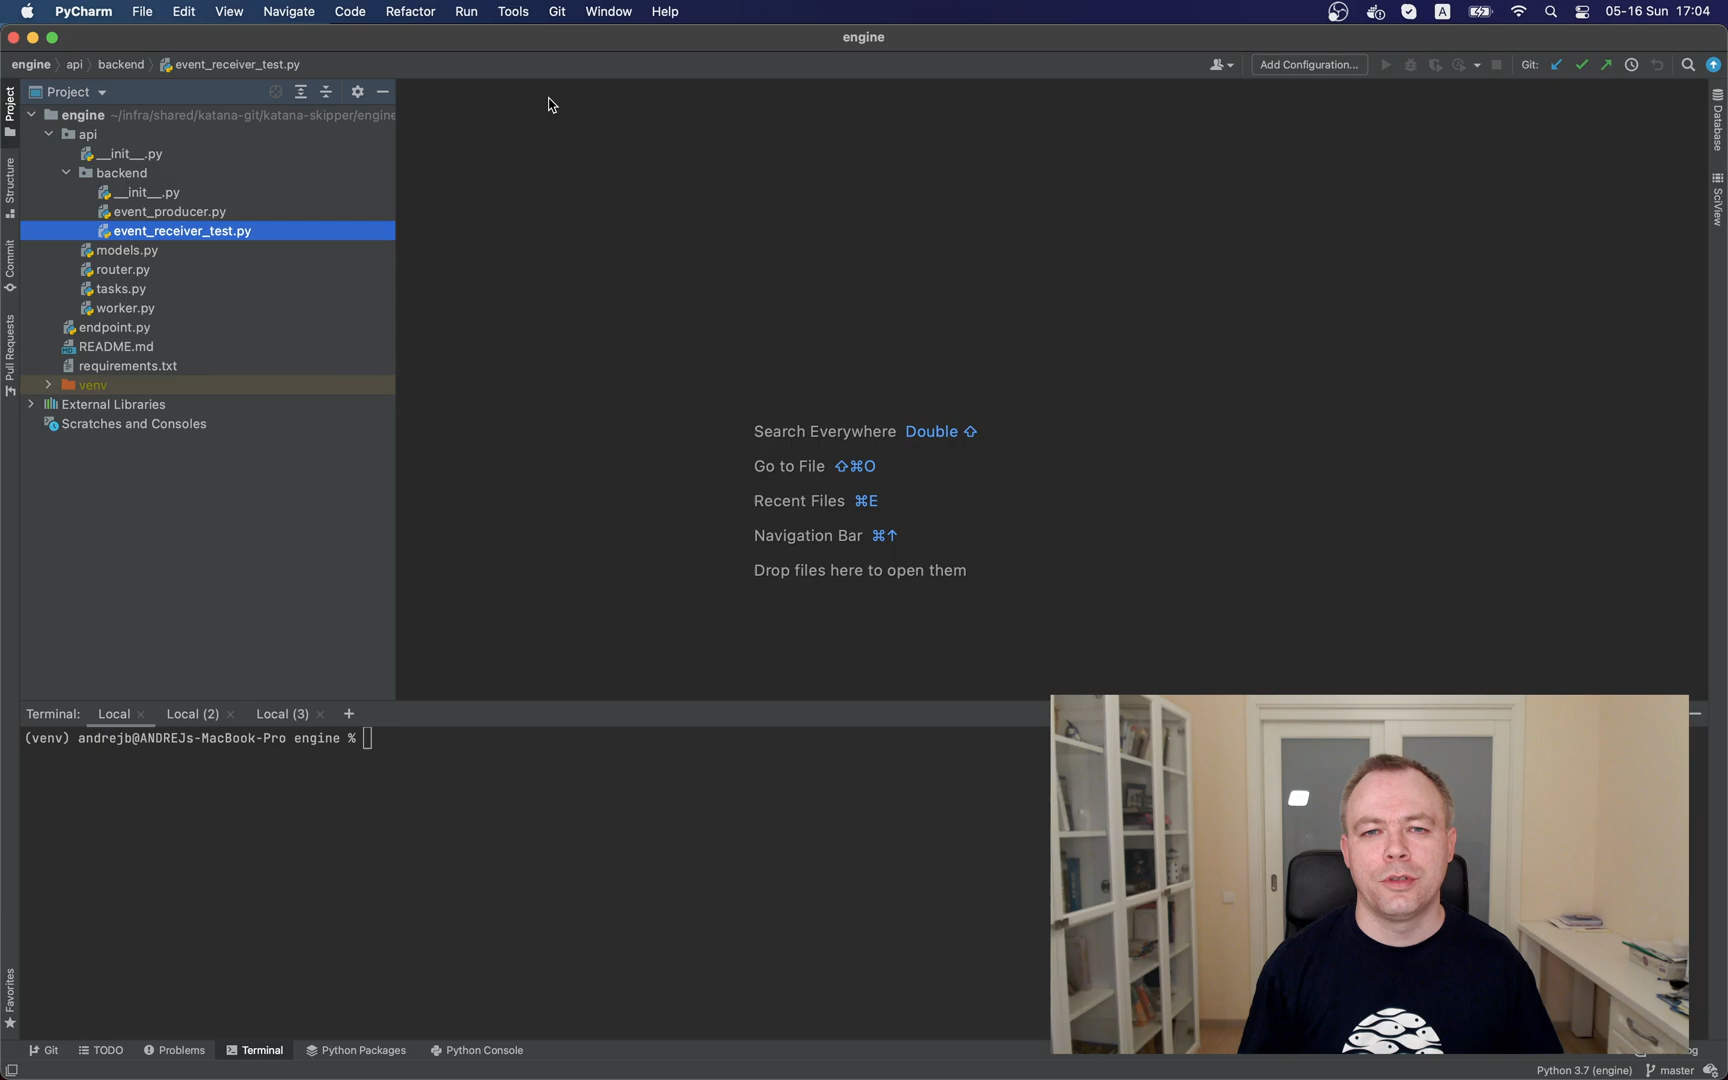 PyCharm File Edit View Navigate Code Refactor Run Tools Git Window Help A 05-16 Sun 17:04
engine
engine api backend event_receiver_test.py Add Configuration... Git:
Project
engine ~/infra/shared/katana-git/katana-skipper/engine
api
__init__.py
backend
__init__.py
event_producer.py
event_receiver_test.py
models.py
router.py
tasks.py
worker.py
endpoint.py
README.md
requirements.txt
venv
External Libraries
Scratches and Consoles
Project
Structure
Commit
Pull Requests
Favorites
Database
SciView
Search Everywhere Double ⇧
Go to File ⇧⌘O
Recent Files ⌘E
Navigation Bar ⌘↑
Drop files here to open them
Terminal: Local × Local (2) × Local (3) × +
(venv) andrejb@ANDREJs-MacBook-Pro engine %
Git TODO Problems Terminal Python Packages Python Console
Python 3.7 (engine) master